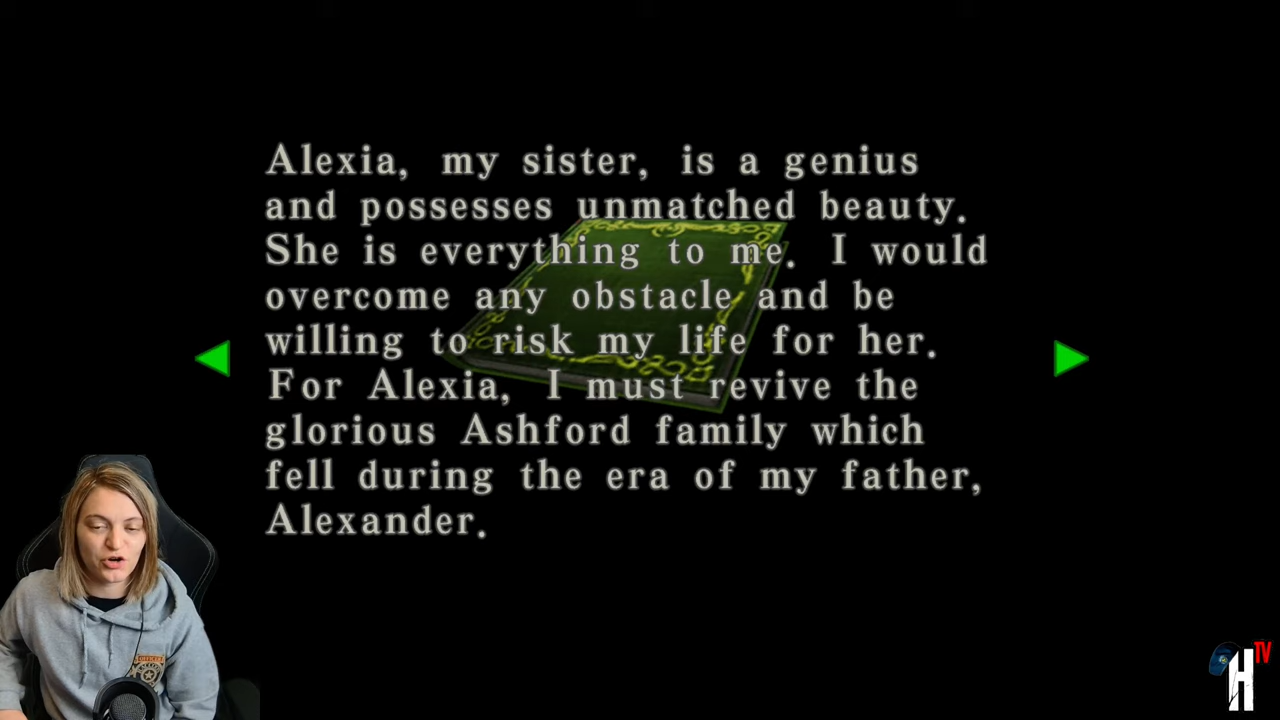 Alexia, my sister, is a genius
and possesses unmatched beauty.
She is everything to me. I would
overcome any obstacle and be
willing to risk my life for her.
For Alexia, I must revive the
glorious Ashford family which
fell during the era of my father,
Alexander.
OFFICER
H TV